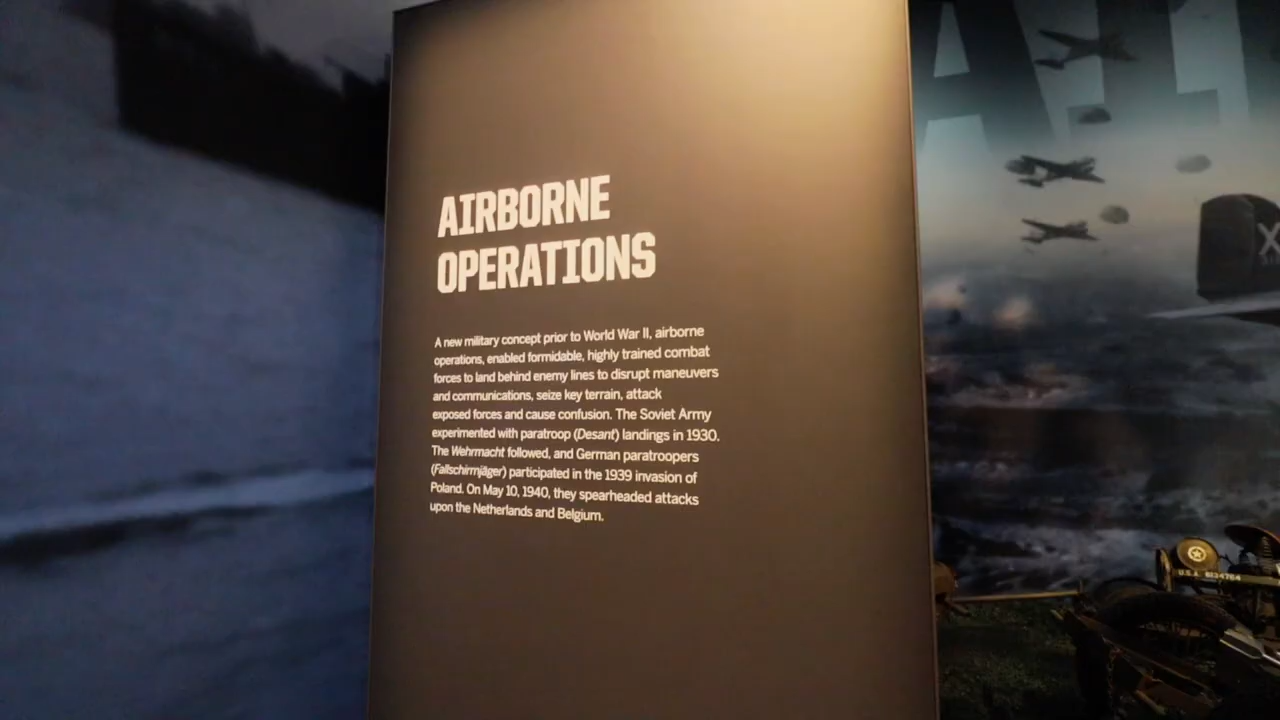 AIRBORNE
OPERATIONS
A new military concept prior to World War II, airborne
operations, enabled formidable, highly trained combat
forces to land behind enemy lines to disrupt maneuvers
and communications, seize key terrain, attack
exposed forces and cause confusion. The Soviet Army
experimented with paratroop (Desant) landings in 1930.
The Wehrmacht followed, and German paratroopers
(Fallschirmjäger) participated in the 1939 invasion of
Poland. On May 10, 1940, they spearheaded attacks
upon the Netherlands and Belgium.
X
U.S.A. 6134764